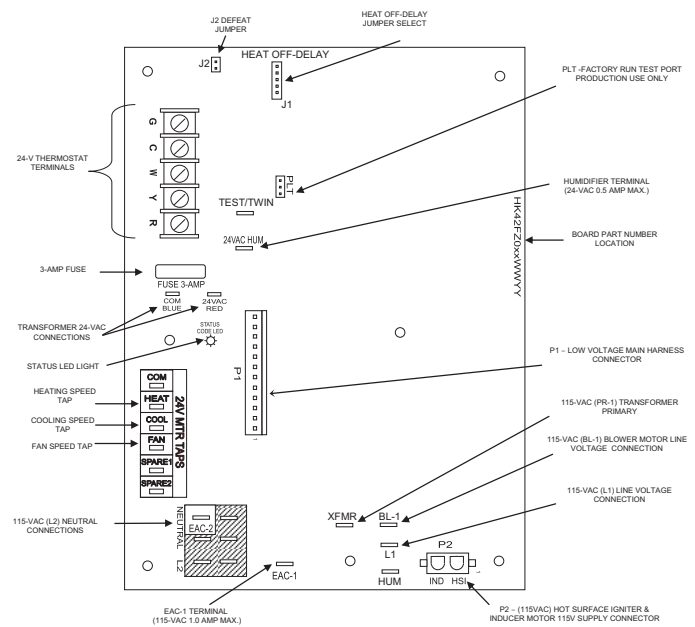 J2 DEFEAT
JUMPER
HEAT OFF-DELAY
JUMPER SELECT
J2
HEAT OFF-DELAY
J1
PLT -FACTORY RUN TEST PORT
PRODUCTION USE ONLY
24-V THERMOSTAT
TERMINALS
G
C
W
Y
R
PLT
TEST/TWIN
HUMIDIFIER TERMINAL
(24-VAC 0.5 AMP MAX.)
24VAC HUM
HK42FZ0xxWWYY
BOARD PART NUMBER
LOCATION
3-AMP FUSE
FUSE 3-AMP
COM
BLUE
24VAC
RED
TRANSFORMER 24-VAC
CONNECTIONS
STATUS
CODE LED
STATUS LED LIGHT
P1
1
P1 – LOW VOLTAGE MAIN HARNESS
CONNECTOR
HEATING SPEED
TAP
COOLING SPEED
TAP
FAN SPEED TAP
COM
HEAT
COOL
FAN
SPARE1
SPARE2
24V MTR TAPS
115-VAC (PR-1) TRANSFORMER
PRIMARY
115-VAC (BL-1) BLOWER MOTOR LINE
VOLTAGE CONNECTION
115-VAC (L1) LINE VOLTAGE
CONNECTION
115-VAC (L2) NEUTRAL
CONNECTIONS
NEUTRAL L2
EAC-2
XFMR
BL-1
L1
P2
EAC-1
HUM
IND HSI
1
EAC-1 TERMINAL
(115-VAC 1.0 AMP MAX.)
P2 – (115VAC) HOT SURFACE IGNITER &
INDUCER MOTOR 115V SUPPLY CONNECTOR